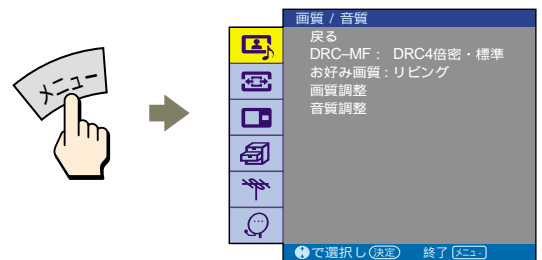 メニュー
画質 / 音質
戻る
DRC–MF： DRC4倍密・標準
お好み画質：リビング
画質調整
音質調整
で選択し 決定 終了 メニュー